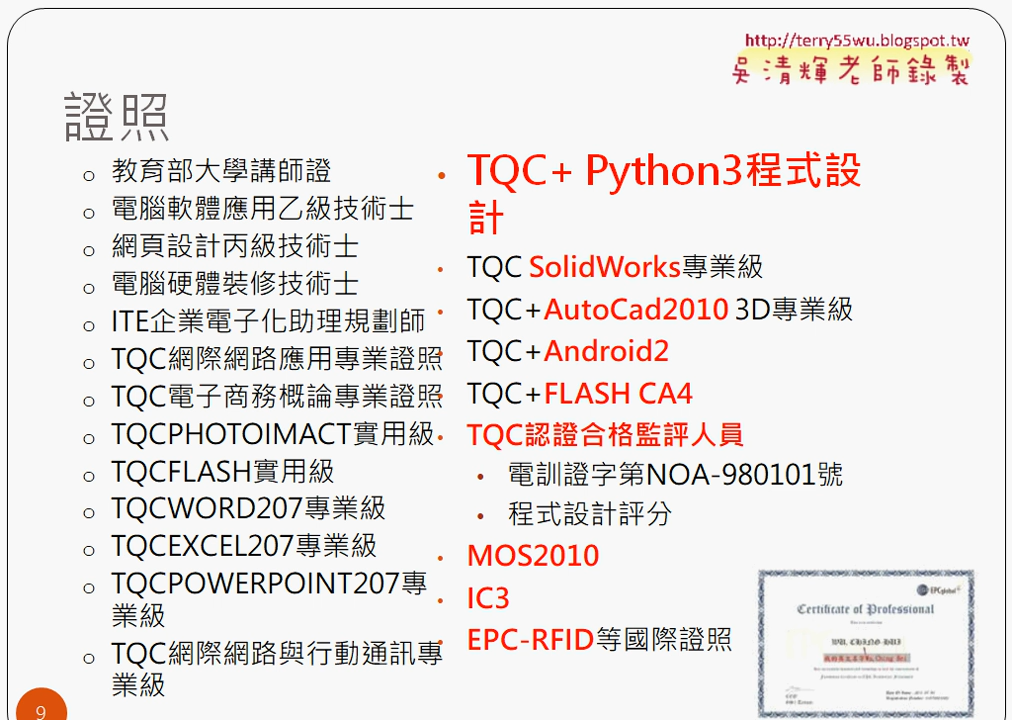 http://terry55wu.blogspot.tw
吳清輝老師錄製
證照
教育部大學講師證
電腦軟體應用乙級技術士
網頁設計丙級技術士
電腦硬體裝修技術士
ITE企業電子化助理規劃師
TQC網際網路應用專業證照
TQC電子商務概論專業證照
TQCPHOTOIMACT實用級
TQCFLASH實用級
TQCWORD207專業級
TQCEXCEL207專業級
TQCPOWERPOINT207專
業級
TQC網際網路與行動通訊專
業級
TQC+ Python3程式設
計
TQC SolidWorks專業級
TQC+AutoCad2010 3D專業級
TQC+Android2
TQC+FLASH CA4
TQC認證合格監評人員
電訓證字第NOA-980101號
程式設計評分
MOS2010
IC3
EPC-RFID等國際證照
EPCglobal
Certificate of Professional
WU, CHING HUI
9